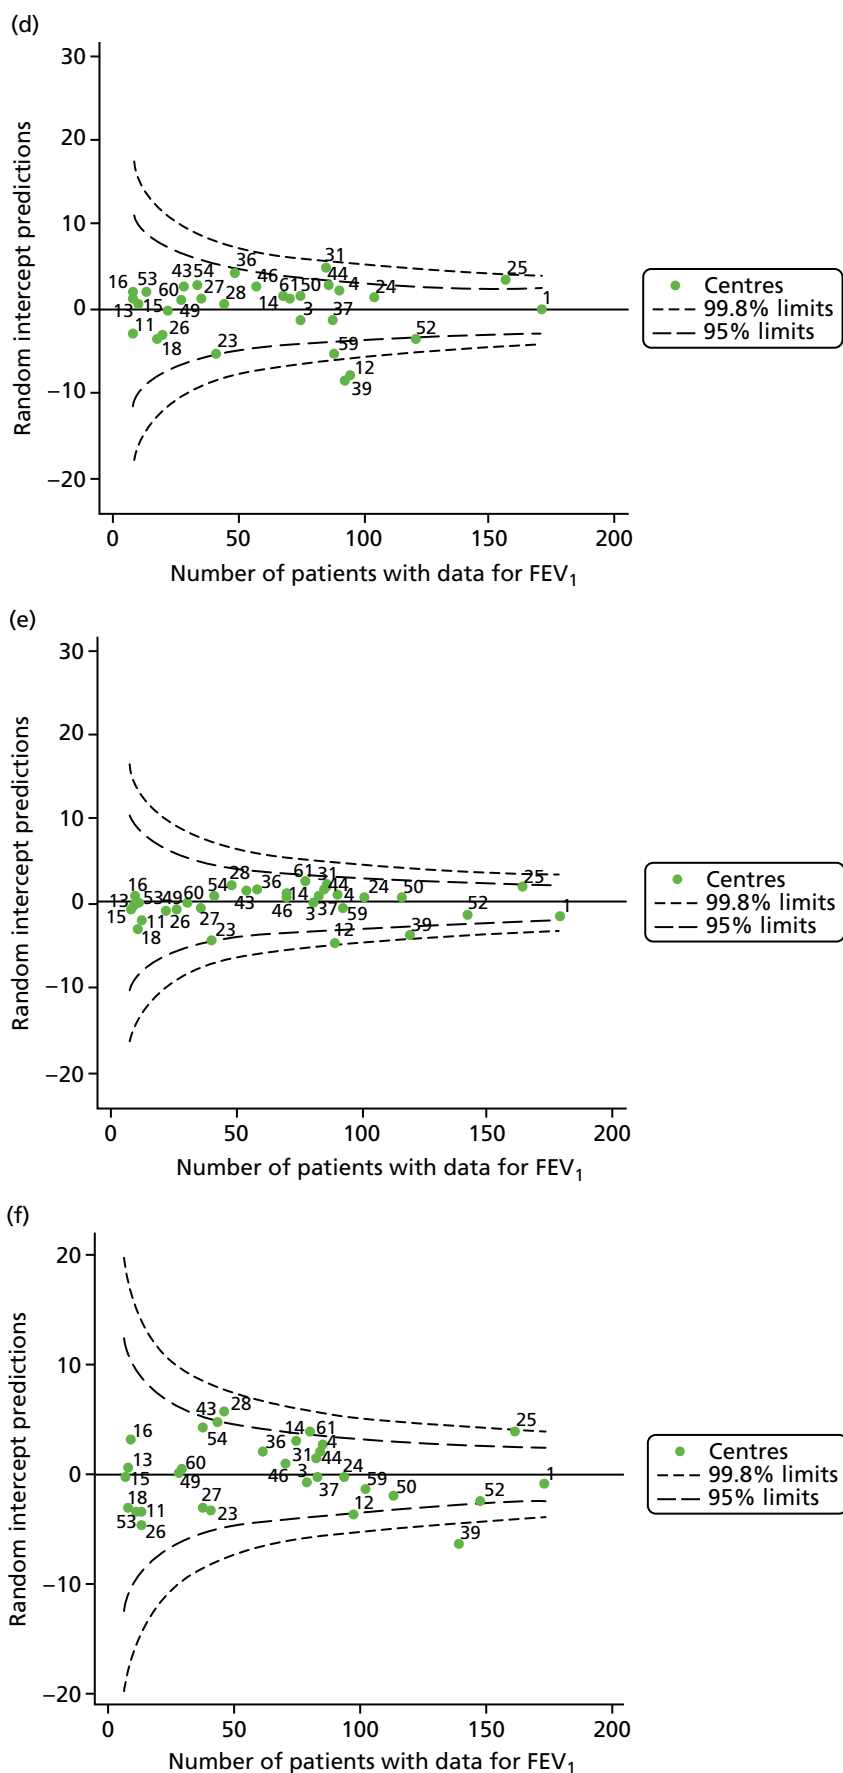 (d)
30
20
10
0
−10
−20
Random intercept predictions
16 53 43 54 27 36 46 31 44 25
60 28 14 61 50 4 24 1
13 15 49 3 37
11 26 18 23 59 52
12
39
0 50 100 150 200
Number of patients with data for FEV1
Centres
99.8% limits
95% limits
(e)
30
20
10
0
−10
−20
Random intercept predictions
16 53 49 60 54 28 36 61 31 44 25
13 43 14 4 24 50
15 11 26 27 46 3 37 59 52 1
18 23 12 39
0 50 100 150 200
Number of patients with data for FEV1
Centres
99.8% limits
95% limits
(f)
20
10
0
−10
−20
Random intercept predictions
43 28 14 61 25
16 54 36 4
13 60 31 44
15 49 46 3 37 24 59 50 52 1
18 11 27 23 12
53 26 39
0 50 100 150 200
Number of patients with data for FEV1
Centres
99.8% limits
95% limits